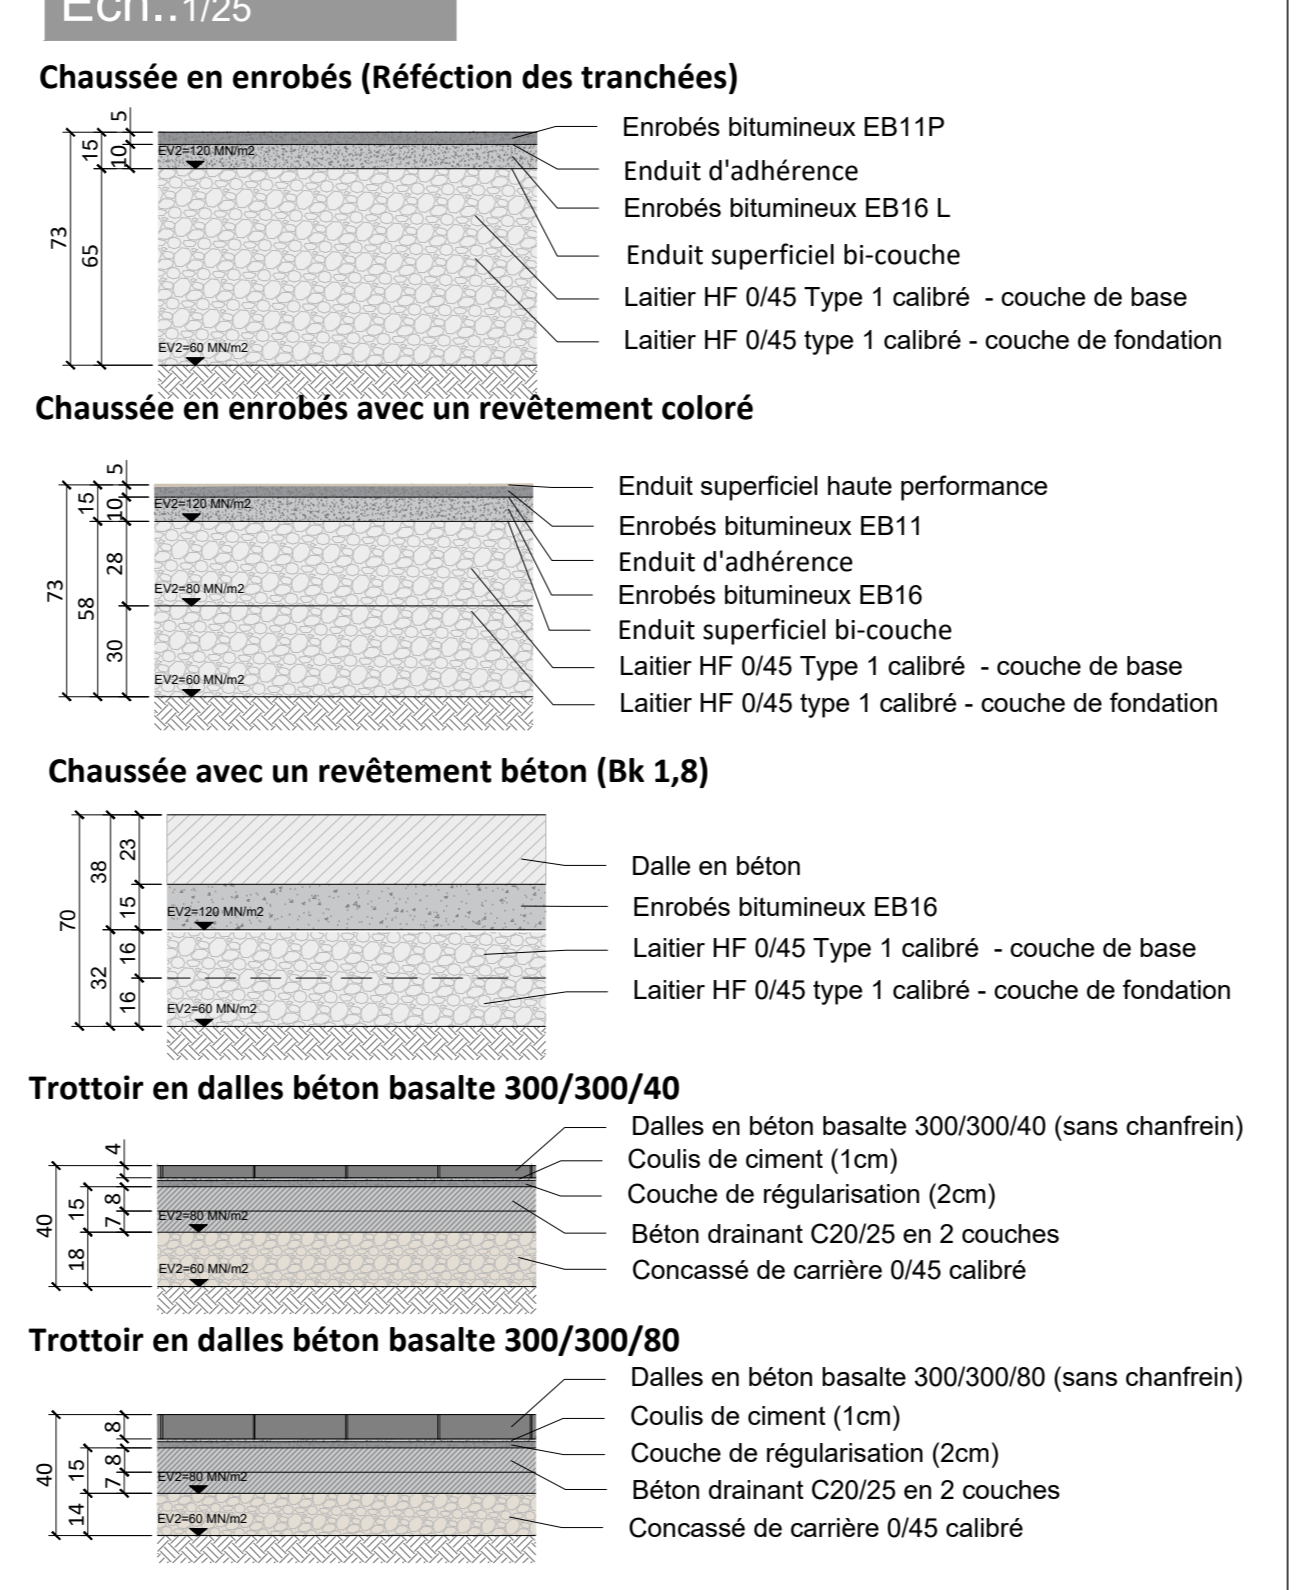 Ech..1/25
Chaussée en enrobés (Réféction des tranchées)
5
15
10
73
65
EV2=120 MN/m2
EV2=60 MN/m2
Enrobés bitumineux EB11P
Enduit d'adhérence
Enrobés bitumineux EB16 L
Enduit superficiel bi-couche
Laitier HF 0/45 Type 1 calibré - couche de base
Laitier HF 0/45 type 1 calibré - couche de fondation
Chaussée en enrobés avec un revêtement coloré
5
15
10
28
73
58
30
EV2=120 MN/m2
EV2=80 MN/m2
EV2=60 MN/m2
Enduit superficiel haute performance
Enrobés bitumineux EB11
Enduit d'adhérence
Enrobés bitumineux EB16
Enduit superficiel bi-couche
Laitier HF 0/45 Type 1 calibré - couche de base
Laitier HF 0/45 type 1 calibré - couche de fondation
Chaussée avec un revêtement béton (Bk 1,8)
23
38
15
70
16
32
16
EV2=120 MN/m2
EV2=60 MN/m2
Dalle en béton
Enrobés bitumineux EB16
Laitier HF 0/45 Type 1 calibré - couche de base
Laitier HF 0/45 type 1 calibré - couche de fondation
Trottoir en dalles béton basalte 300/300/40
4
8
15
7
40
18
EV2=80 MN/m2
EV2=60 MN/m2
Dalles en béton basalte 300/300/40 (sans chanfrein)
Coulis de ciment (1cm)
Couche de régularisation (2cm)
Béton drainant C20/25 en 2 couches
Concassé de carrière 0/45 calibré
Trottoir en dalles béton basalte 300/300/80
8
8
15
7
40
14
EV2=80 MN/m2
EV2=60 MN/m2
Dalles en béton basalte 300/300/80 (sans chanfrein)
Coulis de ciment (1cm)
Couche de régularisation (2cm)
Béton drainant C20/25 en 2 couches
Concassé de carrière 0/45 calibré